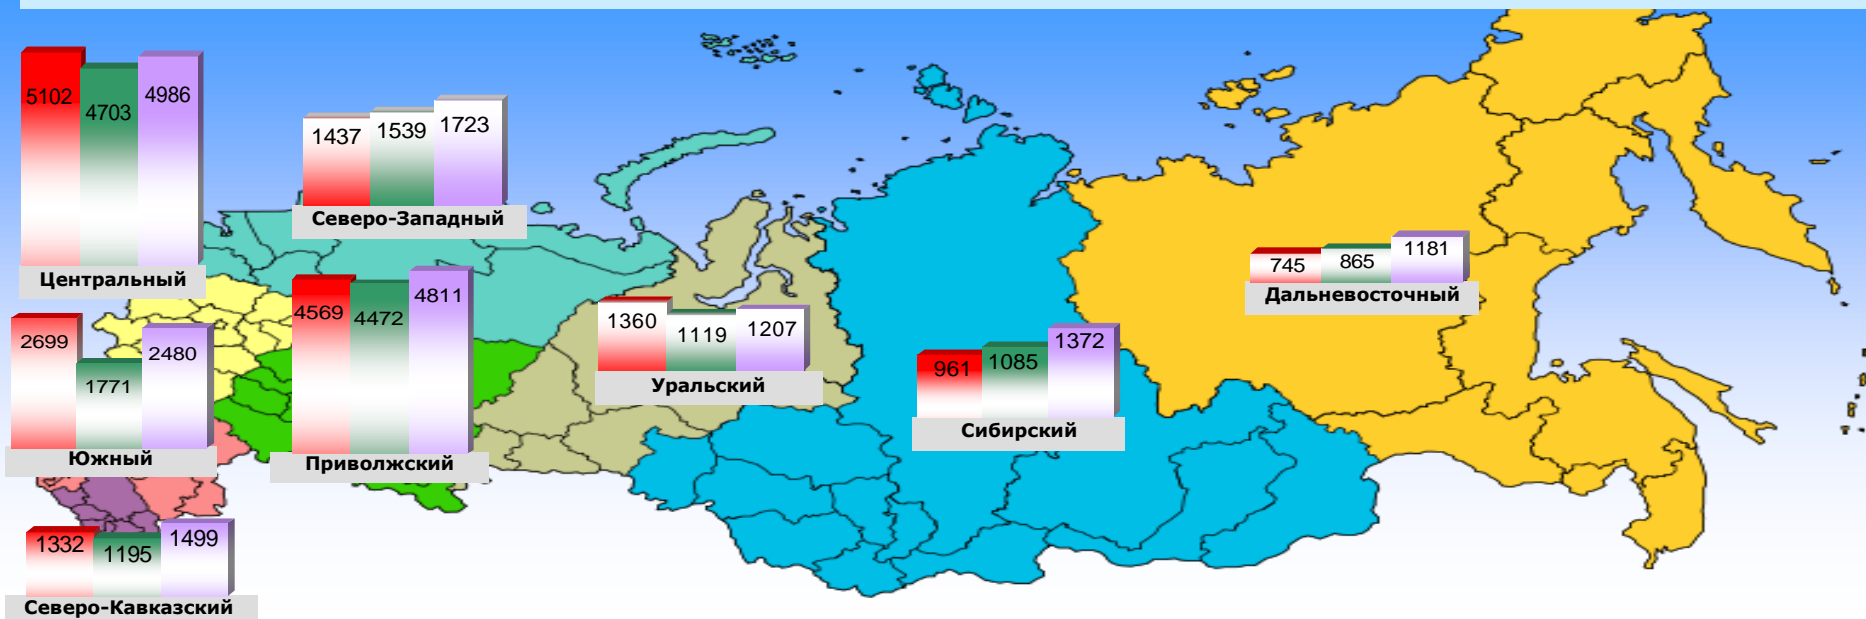 5102 4703 4986
Центральный
1437 1539 1723
Северо-Западный
2699 1771 2480
Южный
4569 4472 4811
Приволжский
1360 1119 1207
Уральский
961 1085 1372
Сибирский
745 865 1181
Дальневосточный
1332 1195 1499
Северо-Кавказский